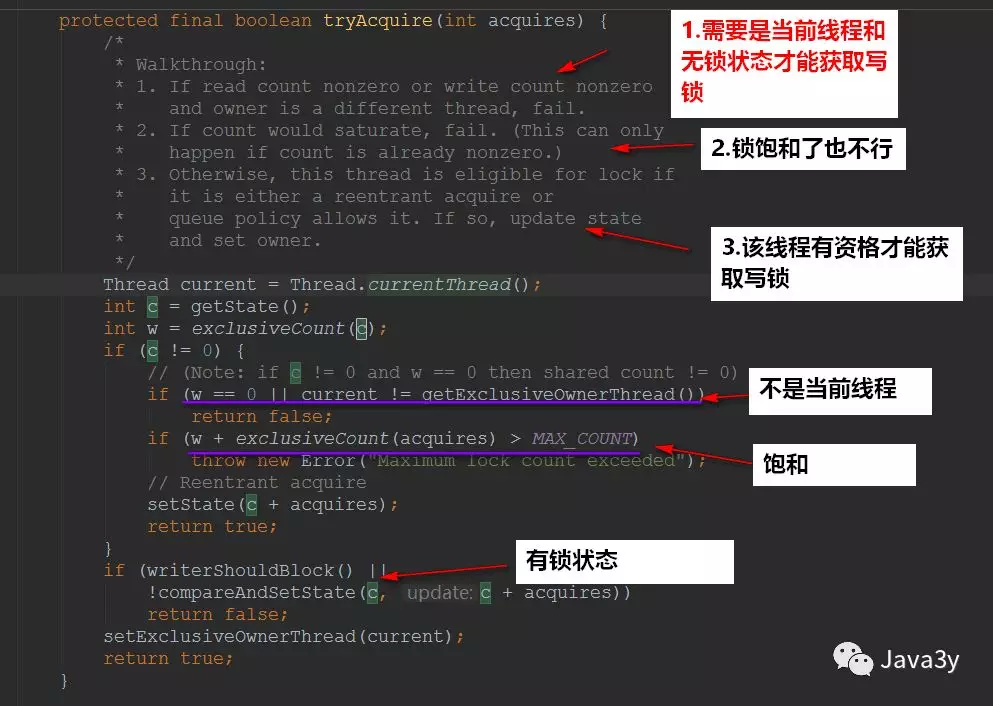 protected final boolean tryAcquire(int acquires) {
/*
* Walkthrough:
* 1. If read count nonzero or write count nonzero
*    and owner is a different thread, fail.
* 2. If count would saturate, fail. (This can only
*    happen if count is already nonzero.)
* 3. Otherwise, this thread is eligible for lock if
*    it is either a reentrant acquire or
*    queue policy allows it. If so, update state
*    and set owner.
*/
Thread current = Thread.currentThread();
int c = getState();
int w = exclusiveCount(c);
if (c != 0) {
// (Note: if c != 0 and w == 0 then shared count != 0)
if (w == 0 || current != getExclusiveOwnerThread())
return false;
if (w + exclusiveCount(acquires) > MAX_COUNT)
throw new Error("Maximum lock count exceeded");
// Reentrant acquire
setState(c + acquires);
return true;
}
if (writerShouldBlock() ||
!compareAndSetState(c, update: c + acquires))
return false;
setExclusiveOwnerThread(current);
return true;
}
1.需要是当前线程和
无锁状态才能获取写
锁
2.锁饱和了也不行
3.该线程有资格才能获
取写锁
不是当前线程
饱和
有锁状态
Java3y